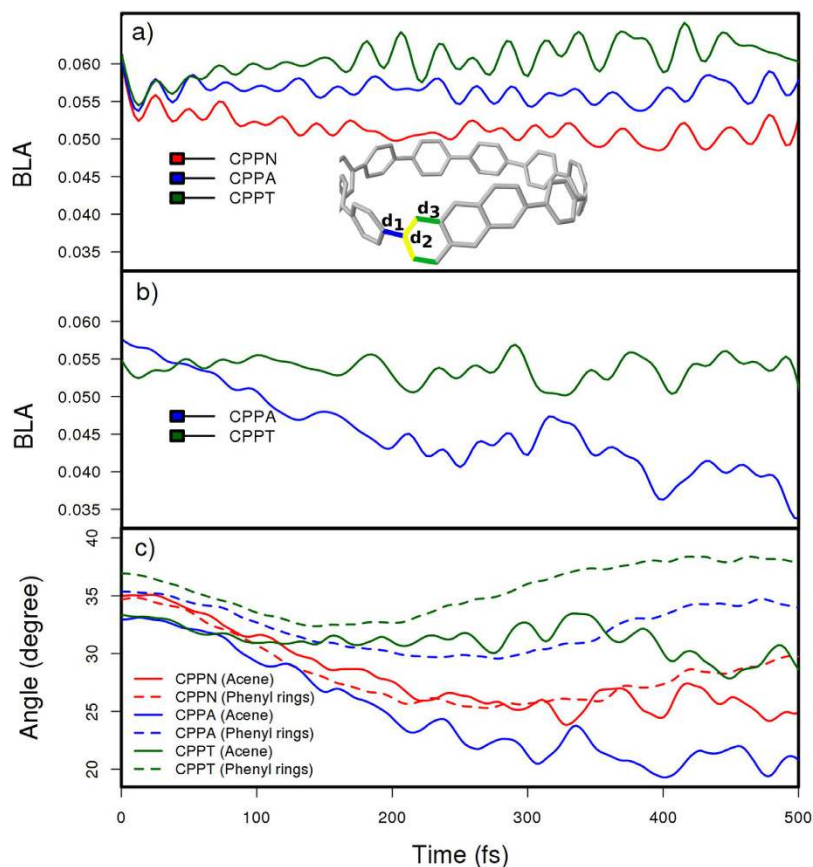 a)
BLA
0.060
0.055
0.050
0.045
0.040
0.035
CPPN
CPPA
CPPT
d1
d2
d3
b)
BLA
0.060
0.055
0.050
0.045
0.040
0.035
CPPA
CPPT
c)
Angle (degree)
40
35
30
25
20
CPPN (Acene)
CPPN (Phenyl rings)
CPPA (Acene)
CPPA (Phenyl rings)
CPPT (Acene)
CPPT (Phenyl rings)
0 100 200 300 400 500
Time (fs)